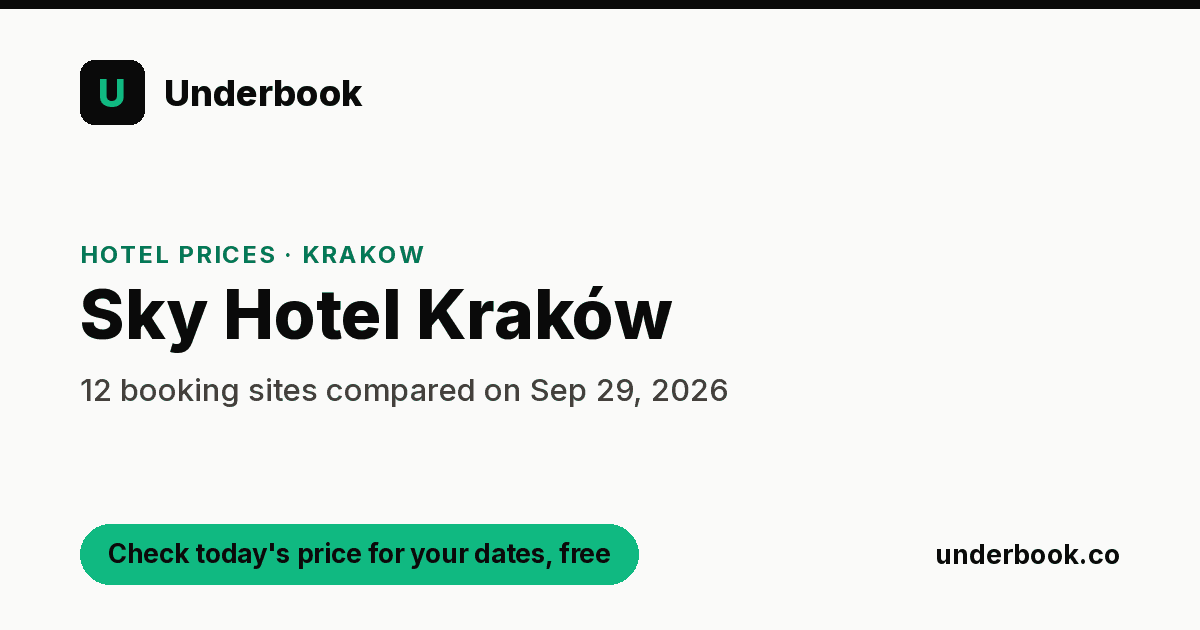 U Underbook
HOTEL PRICES · KRAKOW
Sky Hotel Kraków
12 booking sites compared on Sep 29, 2026
Check today's price for your dates, free
underbook.co